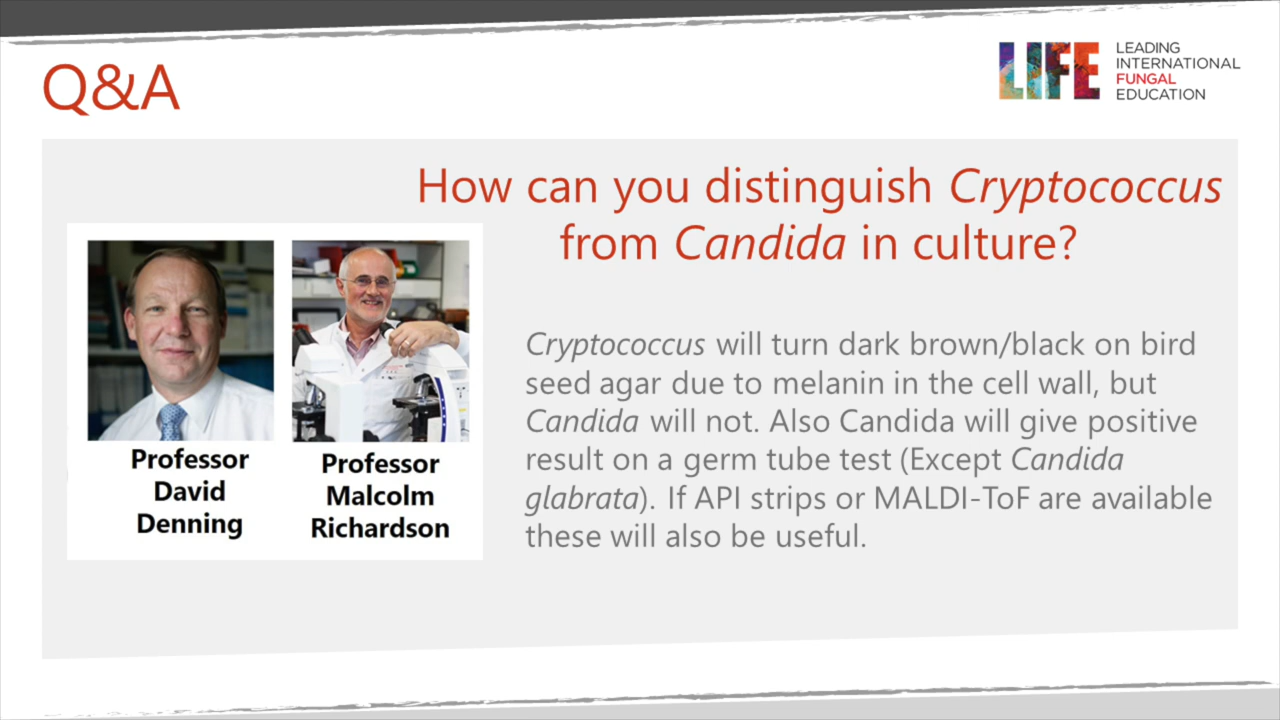 Q&A
LIFE
LEADING
INTERNATIONAL
FUNGAL
EDUCATION
How can you distinguish Cryptococcus
from Candida in culture?
Professor
David
Denning
Professor
Malcolm
Richardson
Cryptococcus will turn dark brown/black on bird
seed agar due to melanin in the cell wall, but
Candida will not. Also Candida will give positive
result on a germ tube test (Except Candida
glabrata). If API strips or MALDI-ToF are available
these will also be useful.